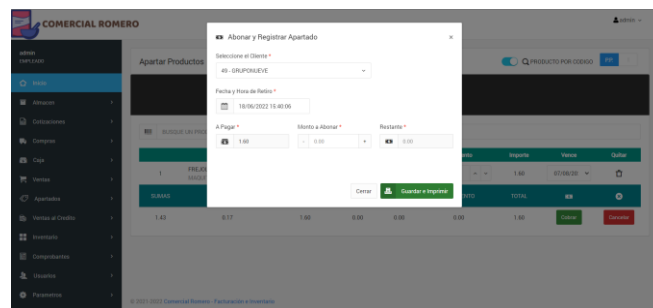 COMERCIAL ROMERO
admin
admin
EMPLEADO
Inicio
Almacen
Cotizaciones
Compras
Caja
Ventas
Apartados
Ventas al Credito
Inventario
Comprobantes
Usuarios
Parametros
Apartar Productos
PRODUCTO POR CODIGO
Abonar y Registrar Apartado
×
Seleccione el Cliente *
49 - GRUPONUEVE
Fecha y Hora de Retiro *
18/06/2022 15:40:06
A Pagar *
Monto a Abonar *
Restante *
1.60
- 0.00 +
0.00
Cerrar
Guardar e Imprimir
Importe
Vence
Quitar
1
1.60
SUMAS
TOTAL
1.43
0.17
1.60
0.00
0.00
0.00
1.60
Cobrar
Cancelar
© 2021-2023 Comercial Romero - Facturación e Inventario